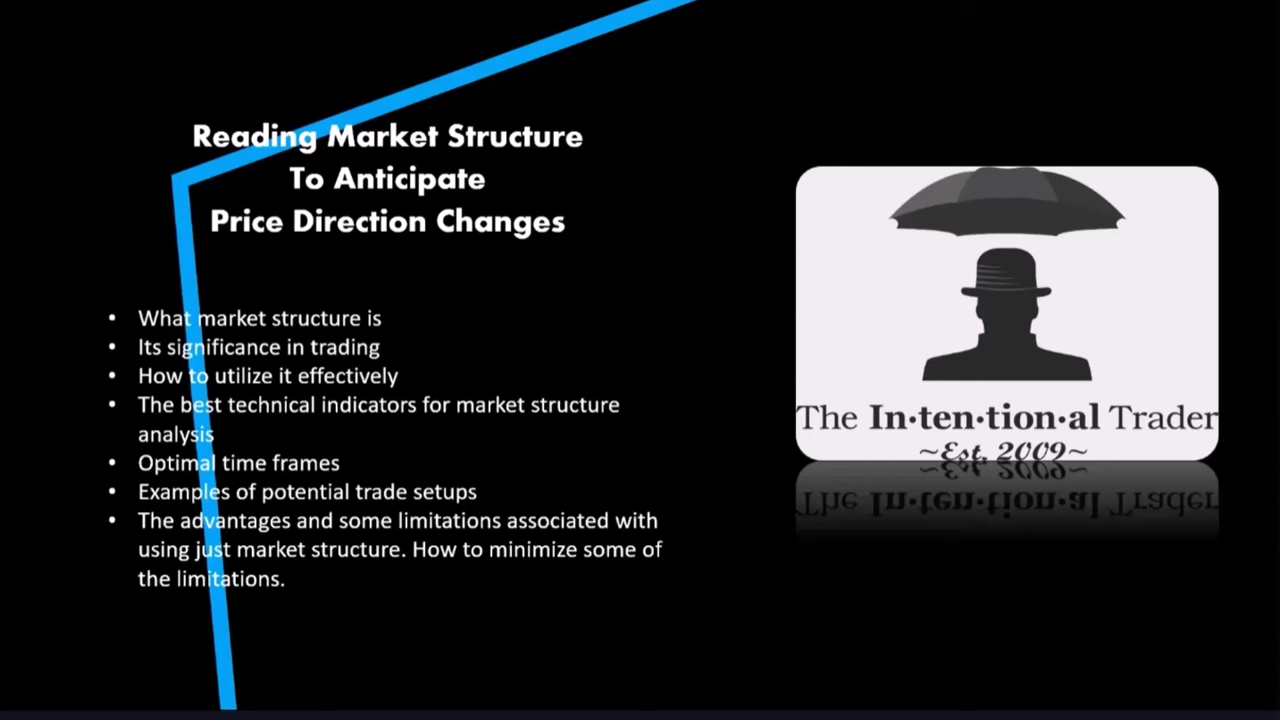 Reading Market Structure
To Anticipate
Price Direction Changes
• What market structure is
• Its significance in trading
• How to utilize it effectively
• The best technical indicators for market structure
analysis
• Optimal time frames
• Examples of potential trade setups
• The advantages and some limitations associated with
using just market structure. How to minimize some of
the limitations.
The In•ten•tion•al Trader
~Est. 2009~